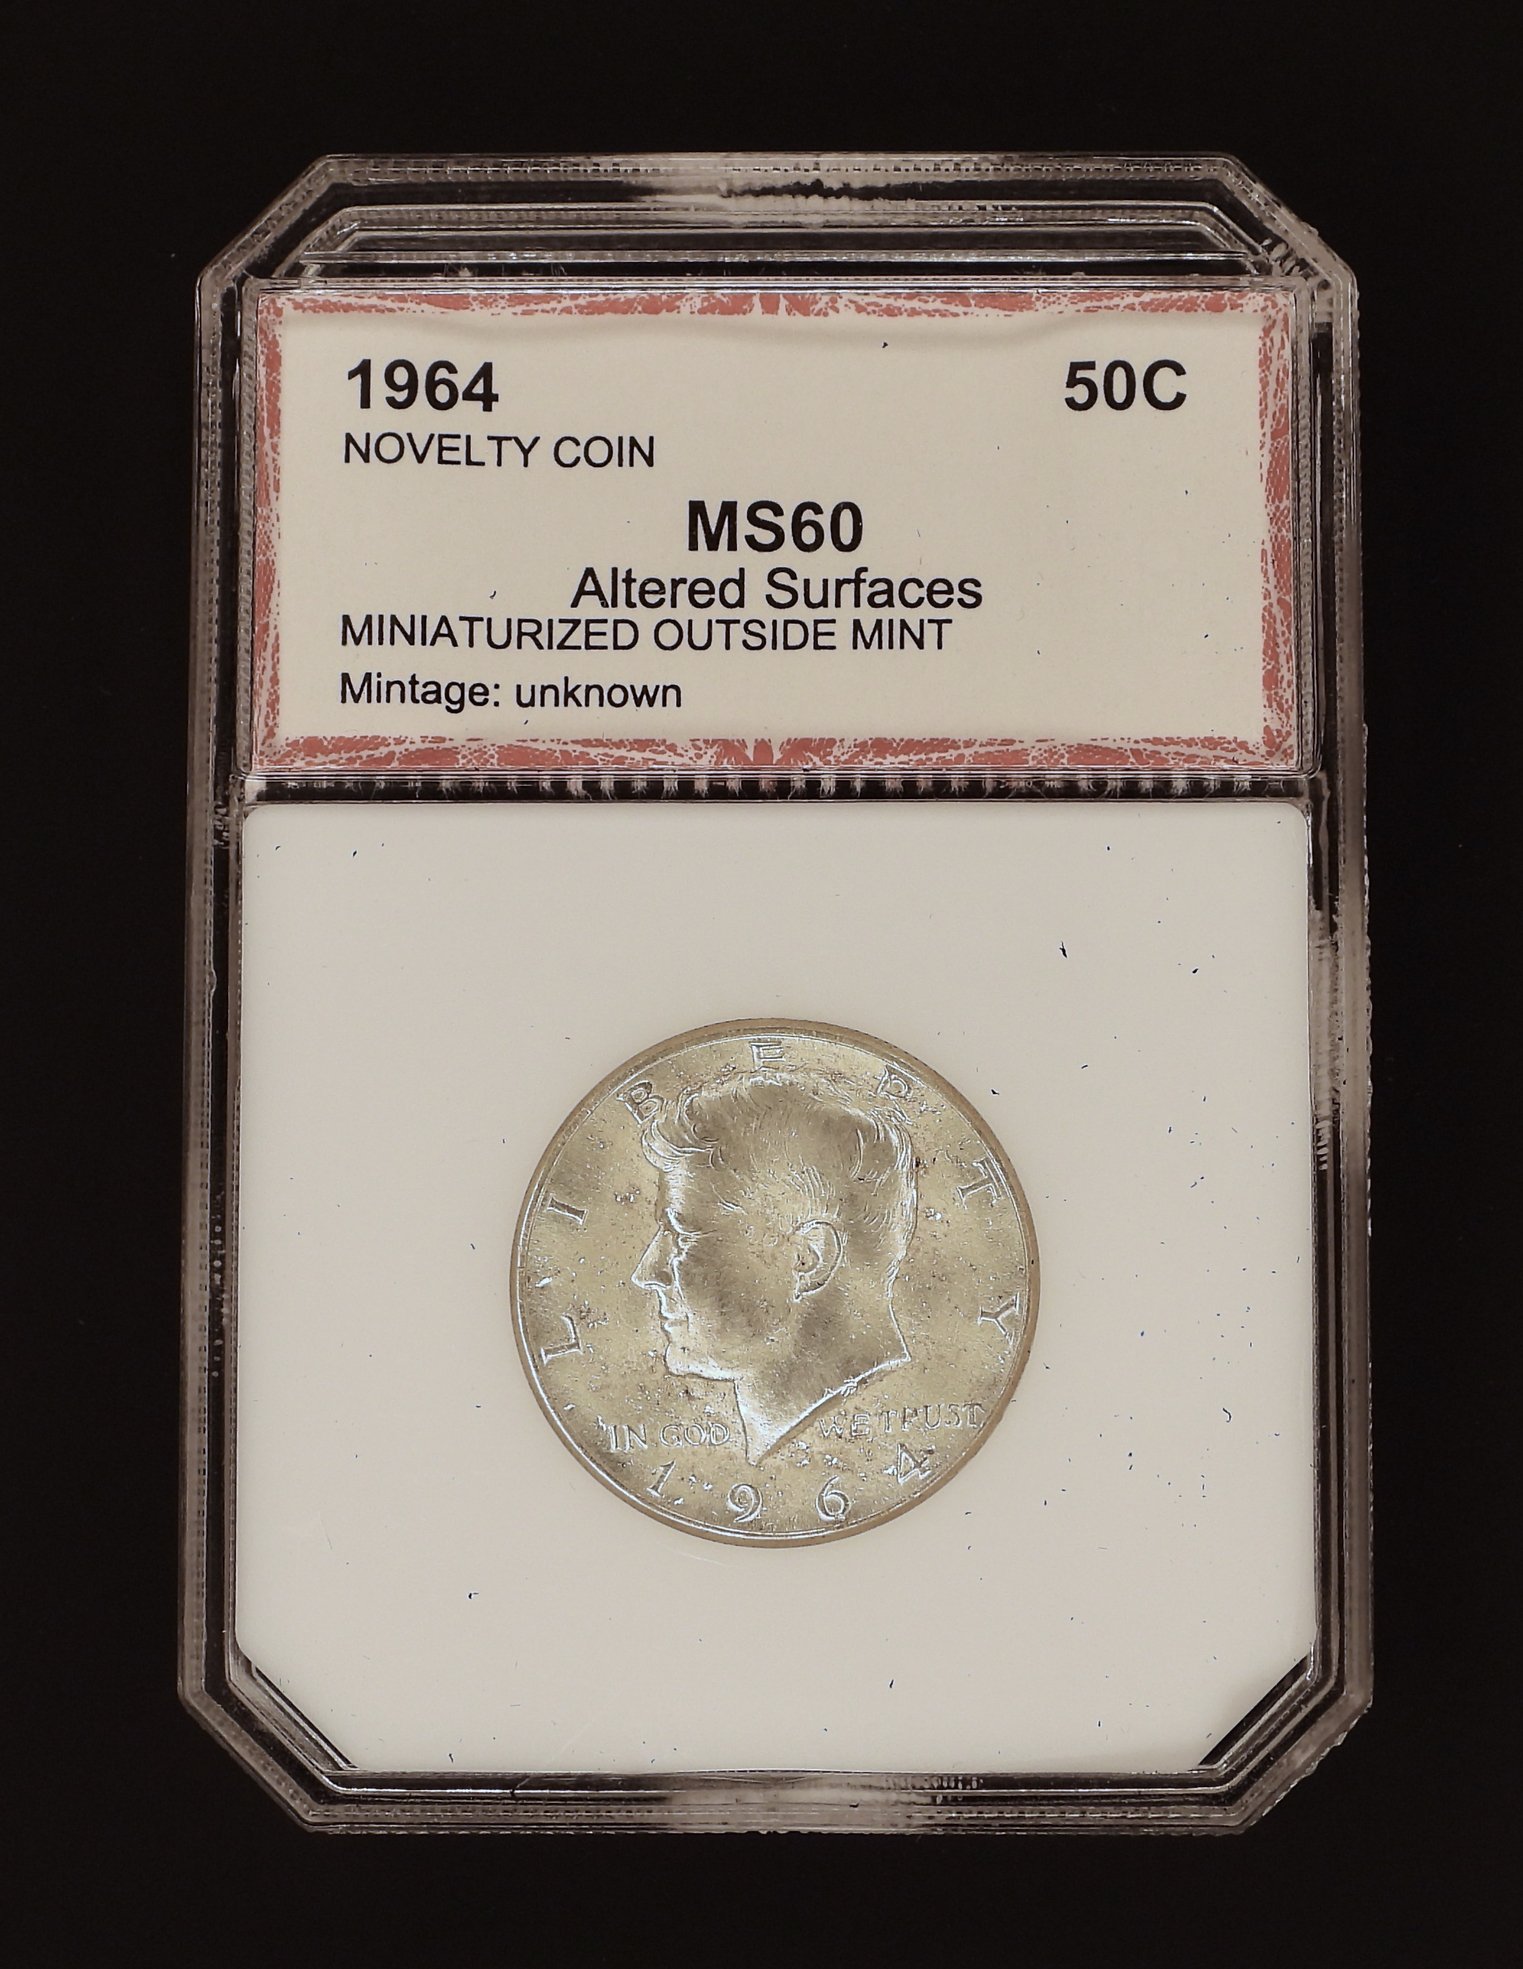 1964 50C
NOVELTY COIN
MS60
Altered Surfaces
MINIATURIZED OUTSIDE MINT
Mintage: unknown
LIBERTY
IN GOD WE TRUST
1964